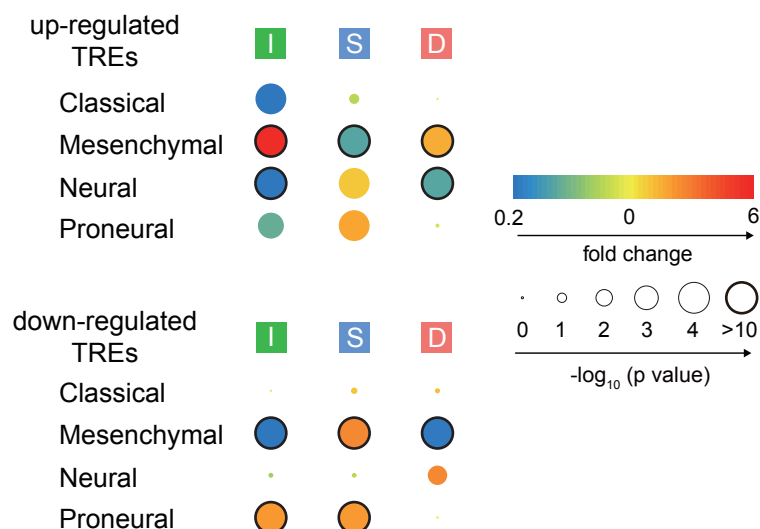 up-regulated
TREs
I S D
Classical
Mesenchymal
Neural
Proneural
0.2 0 6
fold change
0 1 2 3 4 >10
-log10 (p value)
down-regulated
TREs
I S D
Classical
Mesenchymal
Neural
Proneural